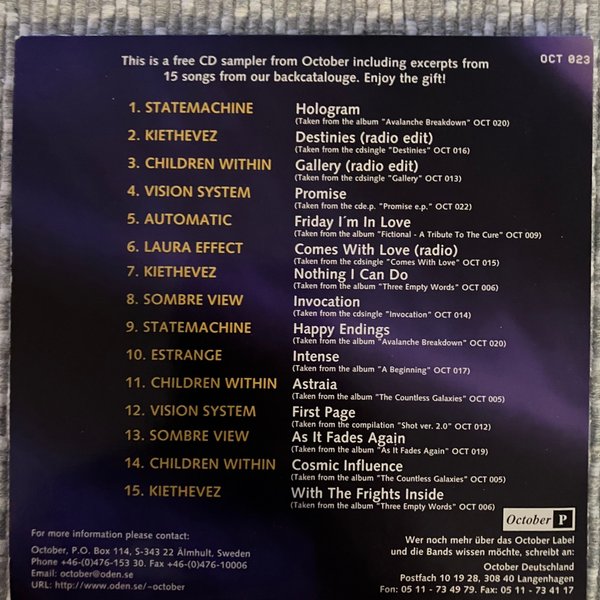 This is a free CD sampler from October including excerpts from
15 songs from our backcatalouge. Enjoy the gift!
OCT 023
1. STATEMACHINE Hologram
(Taken from the album "Avalanche Breakdown" OCT 020)
2. KIETHEVEZ Destinies (radio edit)
(Taken from the cdsingle "Destinies" OCT 016)
3. CHILDREN WITHIN Gallery (radio edit)
(Taken from the cdsingle "Gallery" OCT 013)
4. VISION SYSTEM Promise
(Taken from the cde.p. "Promise e.p." OCT 022)
5. AUTOMATIC Friday I´m In Love
(Taken from the album "Fictional - A Tribute To The Cure" OCT 009)
6. LAURA EFFECT Comes With Love (radio)
(Taken from the cdsingle "Comes With Love" OCT 015)
7. KIETHEVEZ Nothing I Can Do
(Taken from the album "Three Empty Words" OCT 006)
8. SOMBRE VIEW Invocation
(Taken from the cdsingle "Invocation" OCT 014)
9. STATEMACHINE Happy Endings
(Taken from the album "Avalanche Breakdown" OCT 020)
10. ESTRANGE Intense
(Taken from the album "A Beginning" OCT 017)
11. CHILDREN WITHIN Astraia
(Taken from the album "The Countless Galaxies" OCT 005)
12. VISION SYSTEM First Page
(Taken from the compilation "Shot ver. 2.0" OCT 012)
13. SOMBRE VIEW As It Fades Again
(Taken from the album "As It Fades Again" OCT 019)
14. CHILDREN WITHIN Cosmic Influence
(Taken from the album "The Countless Galaxies" OCT 005)
15. KIETHEVEZ With The Frights Inside
(Taken from the album "Three Empty Words" OCT 006)
October P
For more information please contact:
October, P.O. Box 114, S-343 22 Älmhult, Sweden
Phone +46-(0)476-153 30. Fax +46-(0)476-10006
Email: october@oden.se
URL: http://www.oden.se/~october
Wer noch mehr über das October Label
und die Bands wissen möchte, schreibt an:
October Deutschland
Postfach 10 19 28, 308 40 Langenhagen
Fon: 05 11 - 73 49 79. Fax: 05 11 - 73 41 17